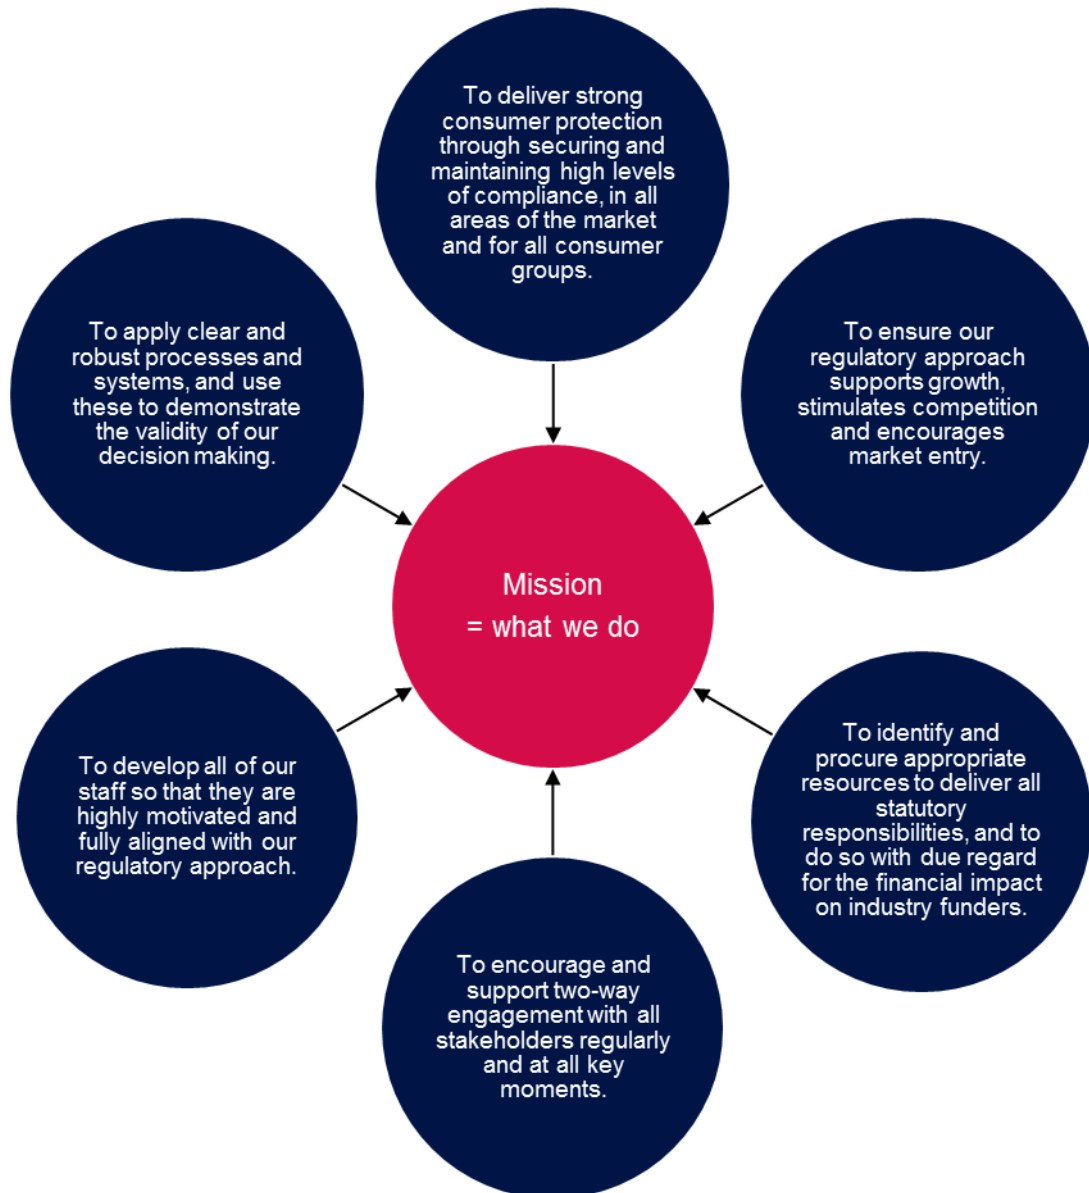 To deliver strong
consumer protection
through securing and
maintaining high levels
of compliance, in all
areas of the market
and for all consumer
groups.
To ensure our
regulatory approach
supports growth,
stimulates competition
and encourages
market entry.
To identify and
procure appropriate
resources to deliver all
statutory
responsibilities, and to
do so with due regard
for the financial impact
on industry funders.
To encourage and
support two-way
engagement with all
stakeholders regularly
and at all key
moments.
To develop all of our
staff so that they are
highly motivated and
fully aligned with our
regulatory approach.
To apply clear and
robust processes and
systems, and use
these to demonstrate
the validity of our
decision making.
Mission
= what we do